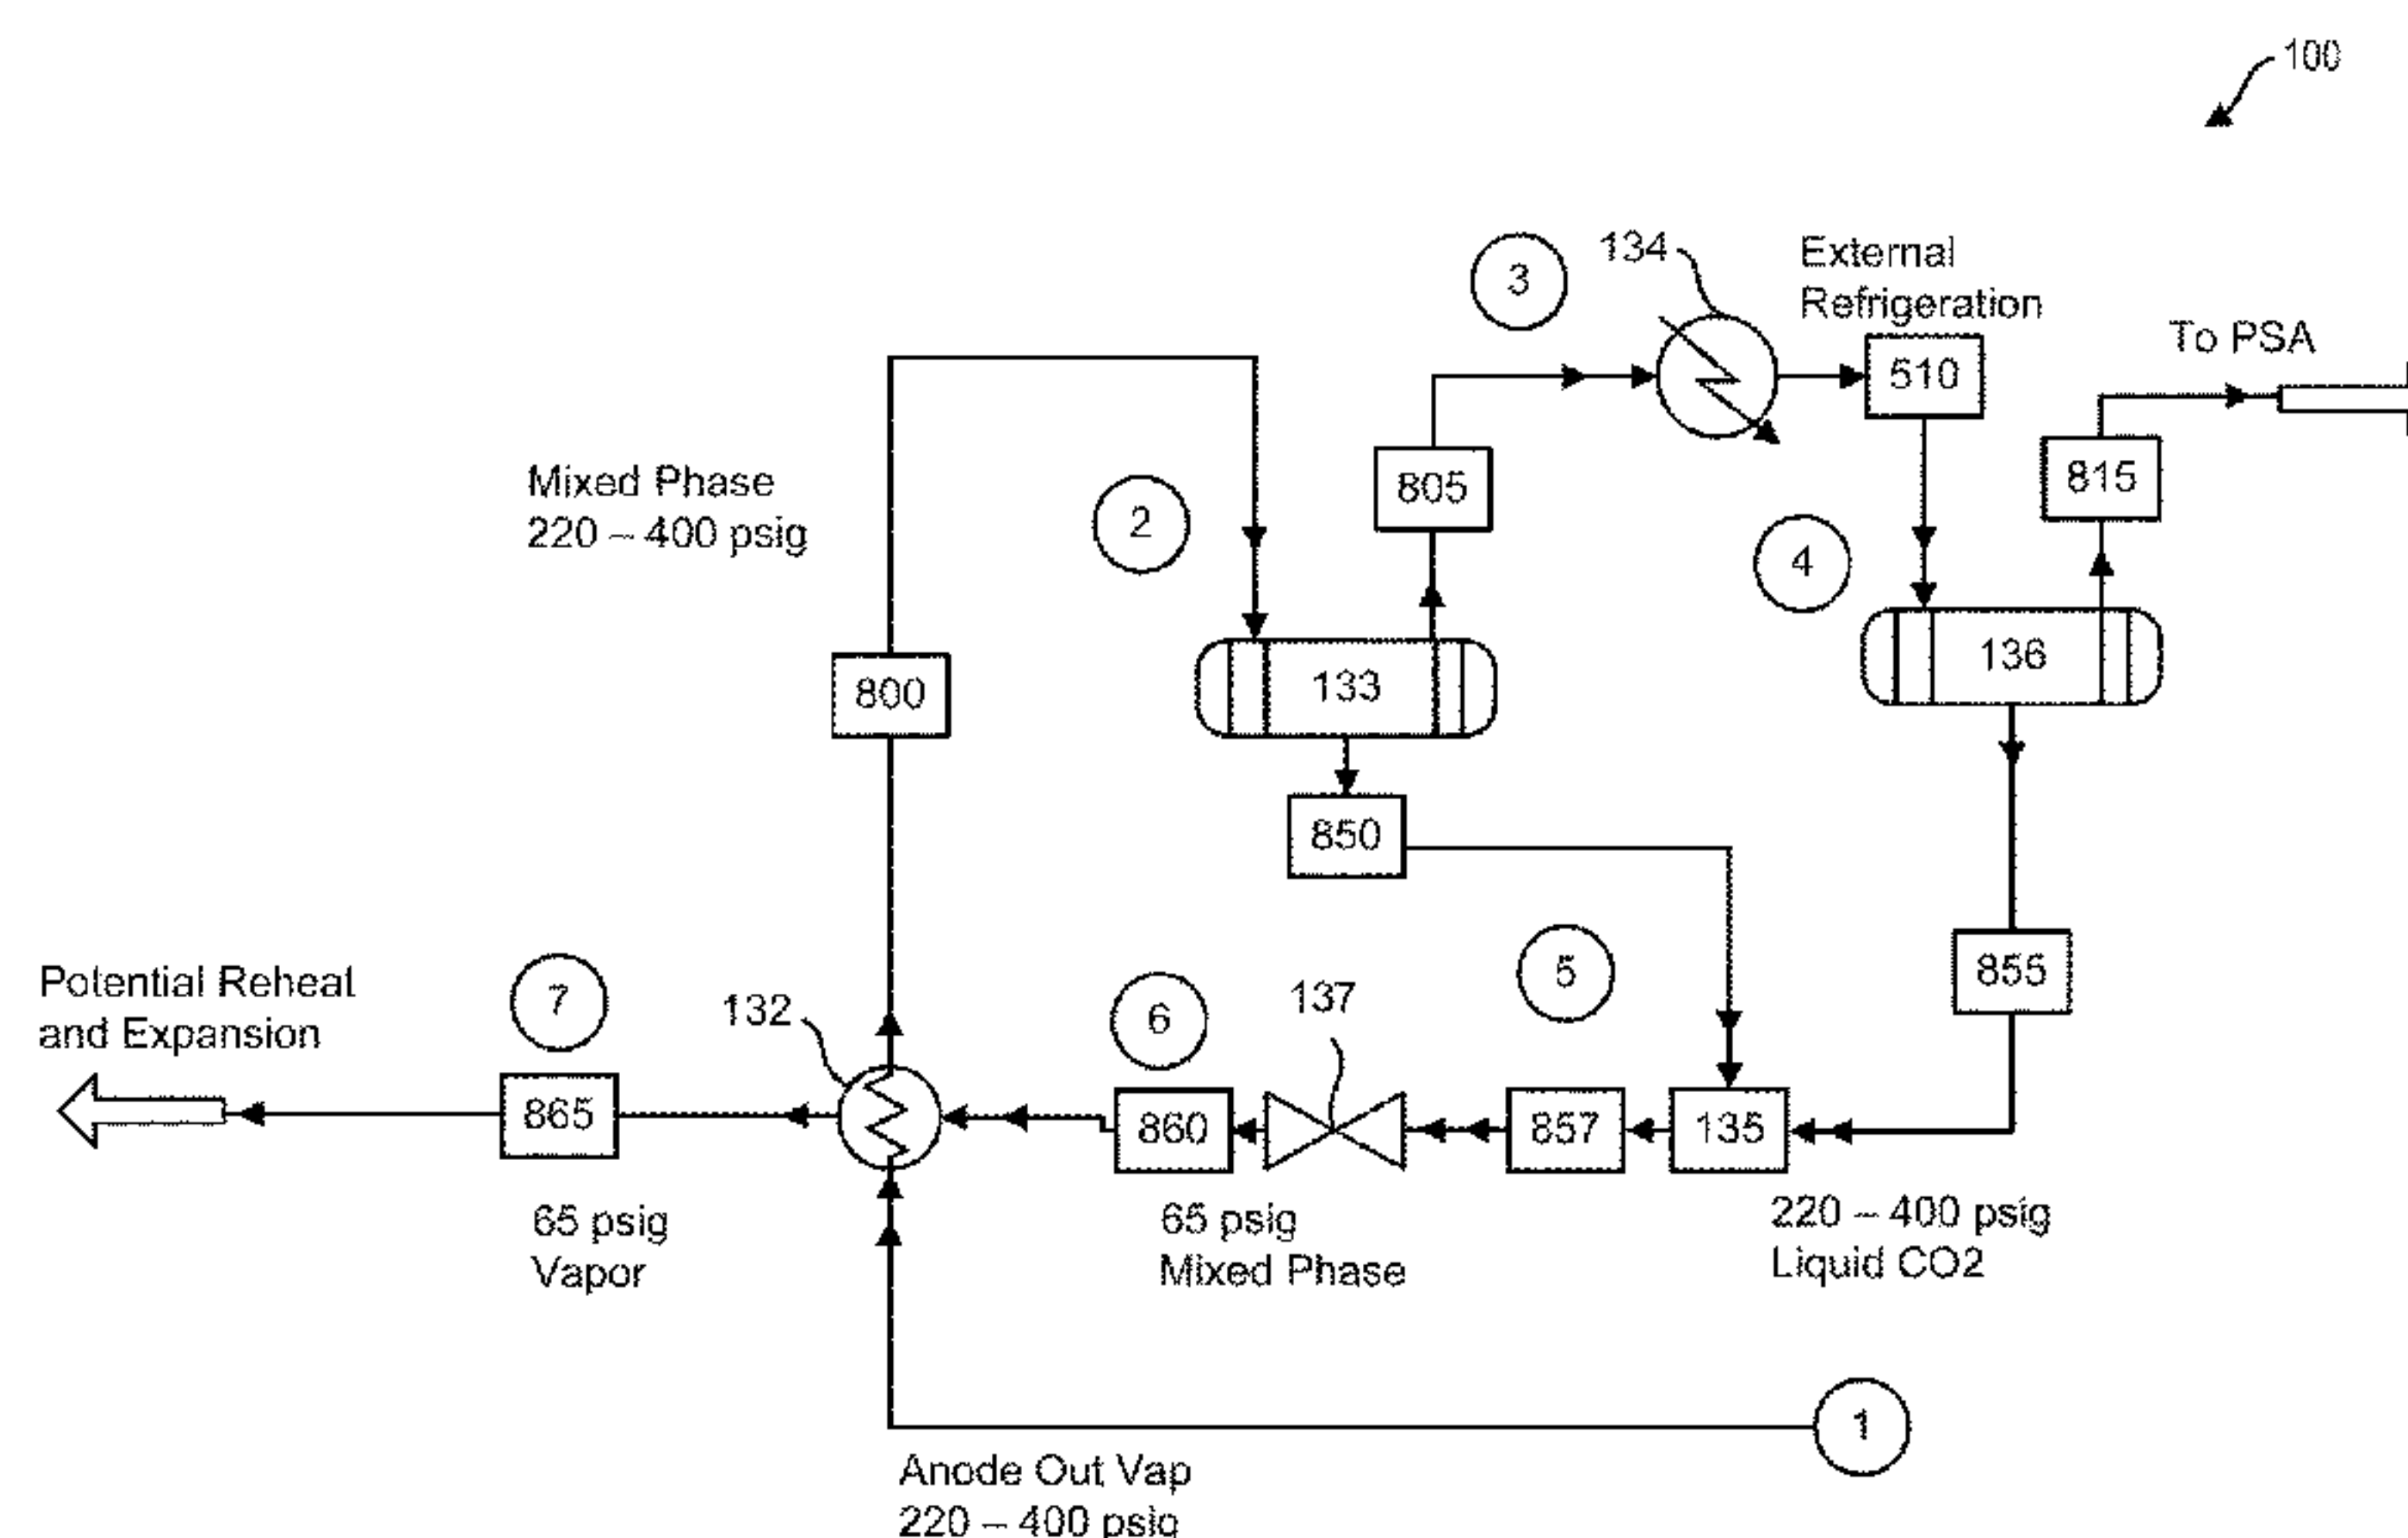 100
3
134
External
Refrigeration
To PSA
510
815
Mixed Phase
220 – 400 psig
2
805
4
800
133
136
850
855
Potential Reheat
and Expansion
7
132
6
137
5
865
860
857
135
65 psig
Vapor
65 psig
Mixed Phase
220 – 400 psig
Liquid CO2
1
Anode Out Vap
220 – 400 psig